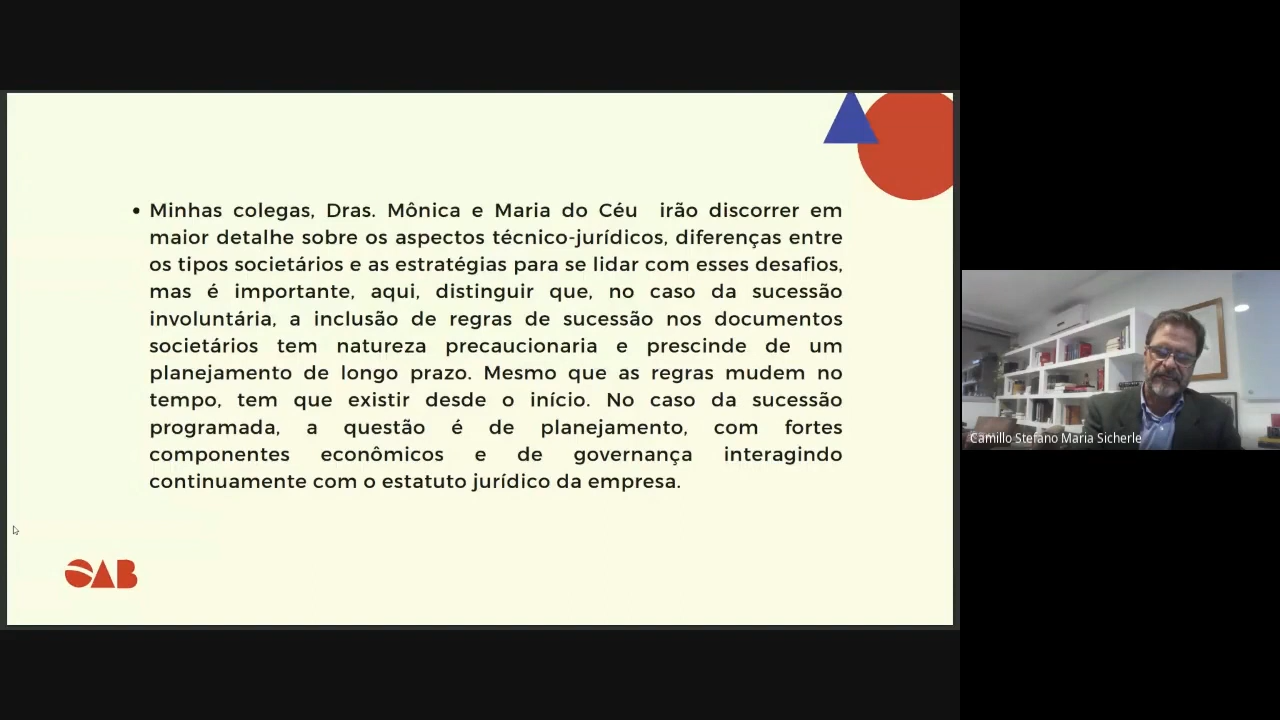 • Minhas colegas, Dras. Mônica e Maria do Céu irão discorrer em
maior detalhe sobre os aspectos técnico-jurídicos, diferenças entre
os tipos societários e as estratégias para se lidar com esses desafios,
mas é importante, aqui, distinguir que, no caso da sucessão
involuntária, a inclusão de regras de sucessão nos documentos
societários tem natureza precaucionaria e prescinde de um
planejamento de longo prazo. Mesmo que as regras mudem no
tempo, tem que existir desde o início. No caso da sucessão
programada, a questão é de planejamento, com fortes
componentes econômicos e de governança interagindo
continuamente com o estatuto jurídico da empresa.
OAB
Camillo Stefano Maria Sicherle